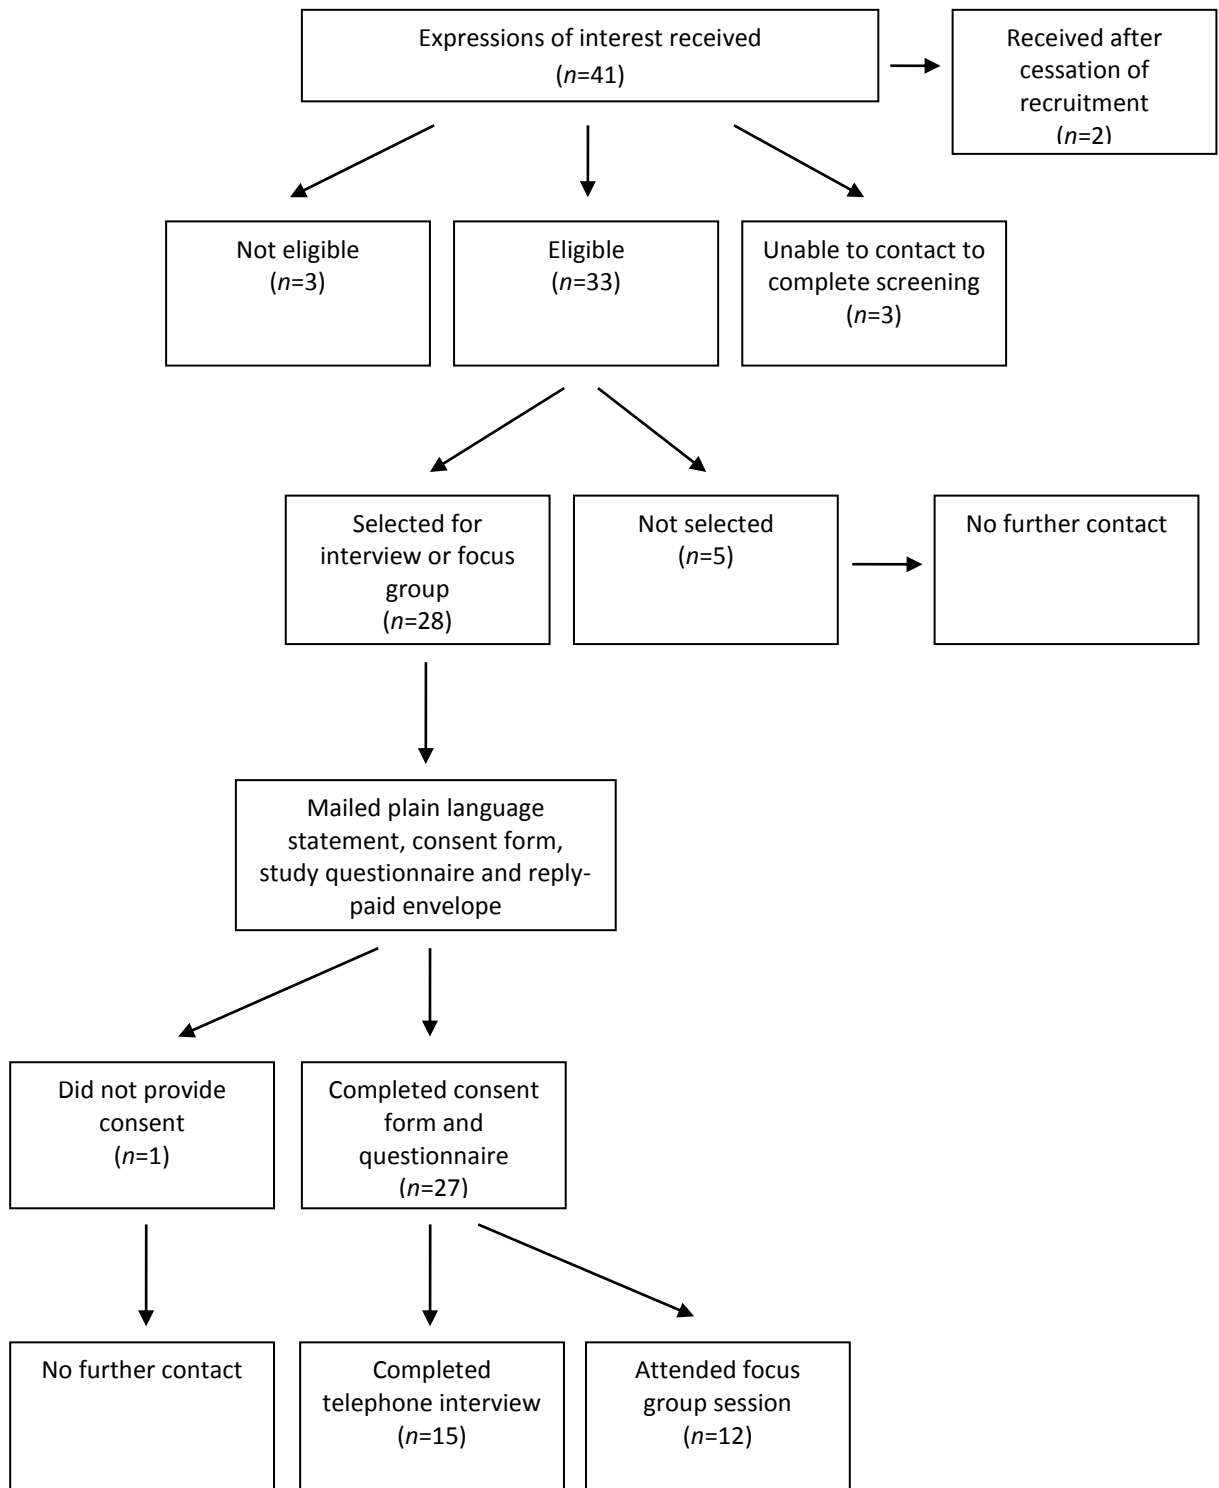 Expressions of interest received
(n=41)
Received after
cessation of
recruitment
(n=2)
Not eligible
(n=3)
Eligible
(n=33)
Unable to contact to
complete screening
(n=3)
Selected for
interview or focus
group
(n=28)
Not selected
(n=5)
No further contact
Mailed plain language
statement, consent form,
study questionnaire and reply-
paid envelope
Did not provide
consent
(n=1)
Completed consent
form and
questionnaire
(n=27)
No further contact
Completed
telephone interview
(n=15)
Attended focus
group session
(n=12)